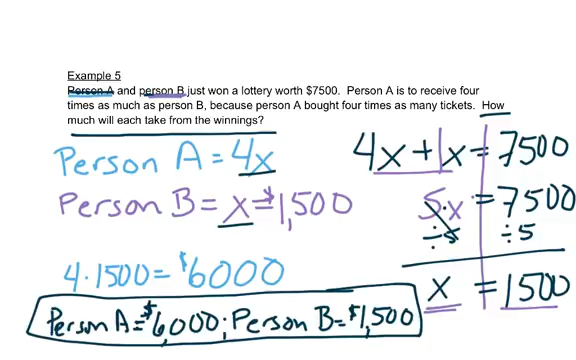 Example 5
Person A and person B just won a lottery worth $7500. Person A is to receive four
times as much as person B, because person A bought four times as many tickets. How
much will each take from the winnings?
Person A = 4x
Person B = x = $1,500
4 · 1500 = $6000
Person A = $6,000; Person B = $1,500
4x + 1x = 7500
5 · x = 7500
÷ 5 ÷ 5
x = 1500